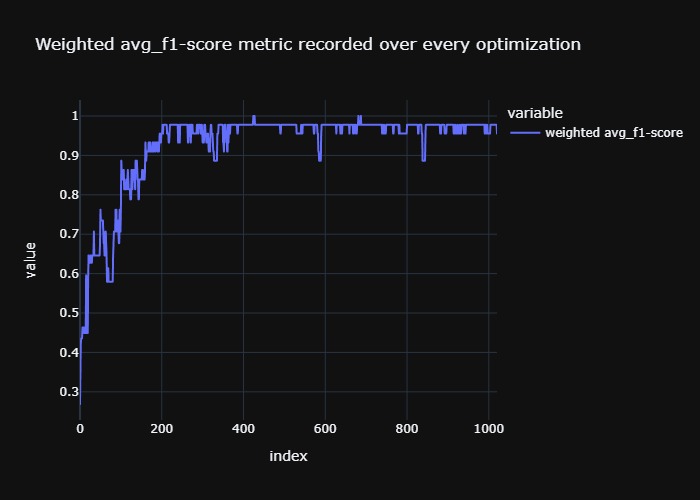 Weighted avg_f1-score metric recorded over every optimization
variable
weighted avg_f1-score
value
1
0.9
0.8
0.7
0.6
0.5
0.4
0.3
0 200 400 600 800 1000
index